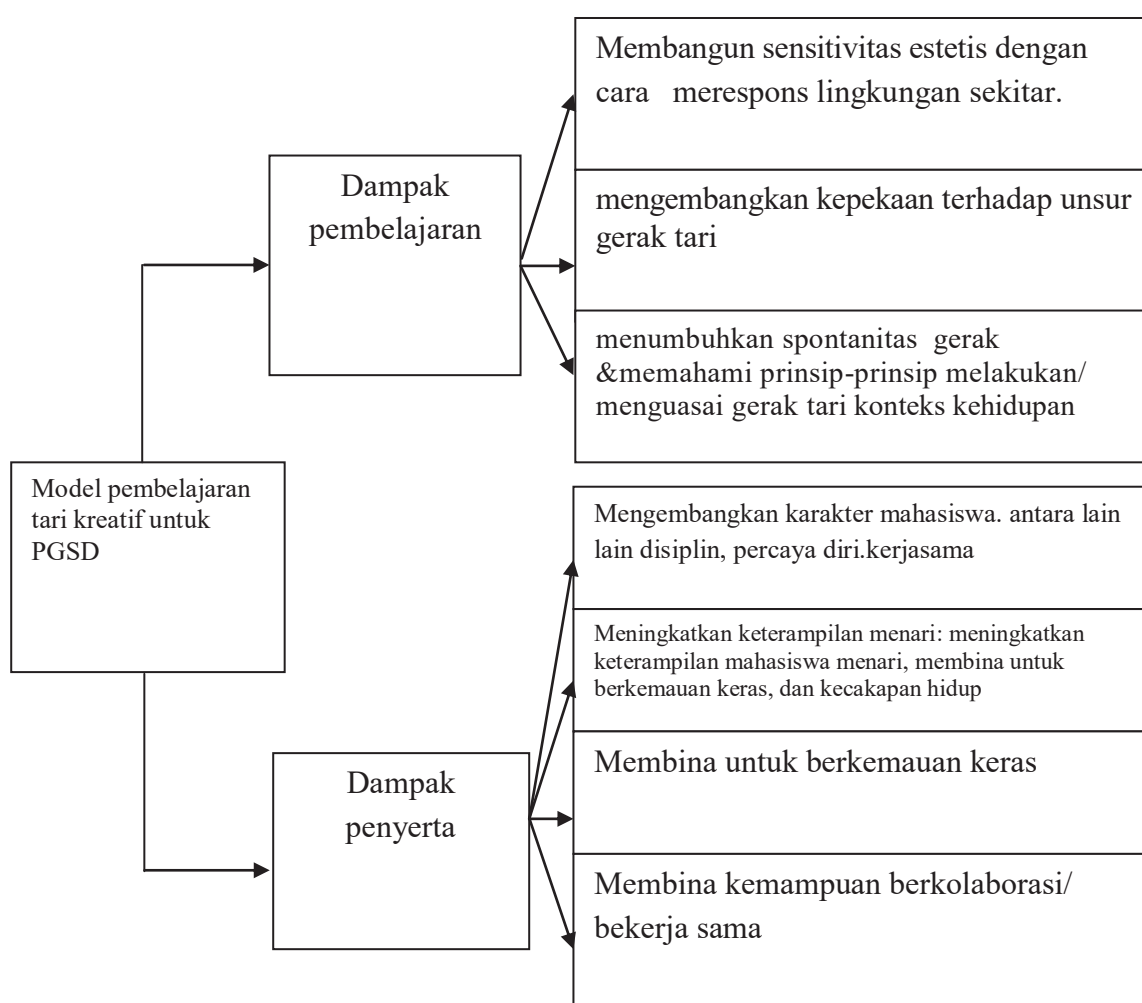 Model pembelajaran
tari kreatif untuk
PGSD
Dampak
pembelajaran
Membangun sensitivitas estetis dengan
cara merespons lingkungan sekitar.
mengembangkan kepekaan terhadap unsur
gerak tari
menumbuhkan spontanitas gerak
&memahami prinsip-prinsip melakukan/
menguasai gerak tari konteks kehidupan
Dampak
penyerta
Mengembangkan karakter mahasiswa. antara lain
lain disiplin, percaya diri.kerjasama
Meningkatkan keterampilan menari: meningkatkan
keterampilan mahasiswa menari, membina untuk
berkemauan keras, dan kecakapan hidup
Membina untuk berkemauan keras
Membina kemampuan berkolaborasi/
bekerja sama